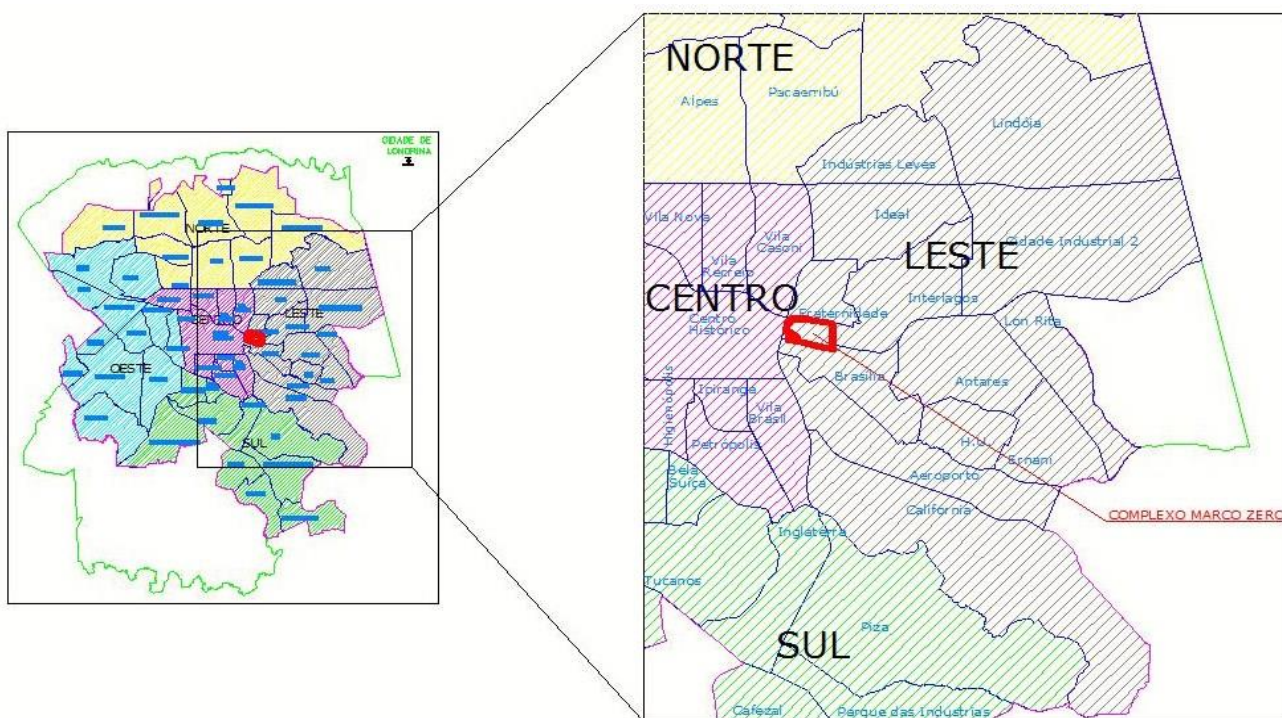 CIDADE DE
LONDRINA
NORTE
CENTRO
LESTE
OESTE
SUL
NORTE
Alpes
Pacaembú
Lindóia
Indústrias Leves
Vila Nova
Vila
Casoni
Ideal
LESTE
Cidade Industrial 2
Vila
Recreio
CENTRO
Centro
Histórico
Fraternidade
Interlagos
Lon Rita
Brasília
Antares
Ipiranga
Higienópolis
Vila
Brasil
Petrópolis
H.U.
Ernani
Bela
Suíça
Aeroporto
Califórnia
COMPLEXO MARCO ZERO
Inglaterra
Tucanos
Piza
SUL
Cafezal
Parque das Indústrias